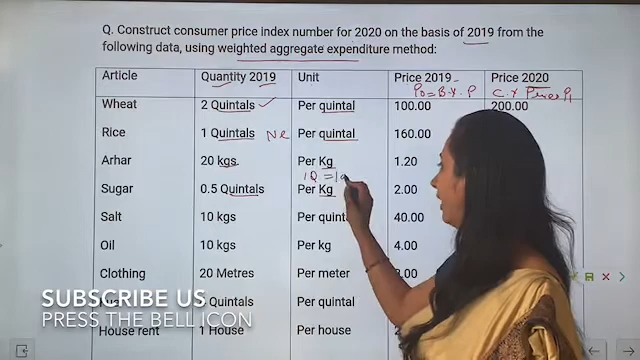 Q. Construct consumer price index number for 2020 on the basis of 2019 from the
following data, using weighted aggregate expenditure method:
Article Quantity 2019 Unit Price 2019 Price 2020
P0 = B.Y.P C.Y Price P1
Wheat 2 Quintals Per quintal 100.00 200.00
Rice 1 Quintals Per quintal 160.00
Arhar 20 kgs Per Kg 1.20
1Q =
Sugar 0.5 Quintals Per Kg 2.00
Salt 10 kgs 40.00
Oil 10 kgs Per kg 4.00
Clothing 20 Metres Per meter
SUBSCRIBE US
PRESS THE BELL ICON
Quintals Per quintal
House rent 1 House Per house